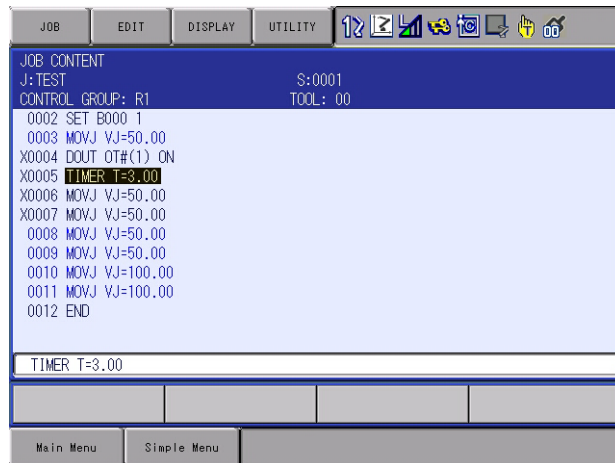 JOB EDIT DISPLAY UTILITY
JOB CONTENT
J:TEST S:0001
CONTROL GROUP: R1 TOOL: 00
0002 SET B000 1
0003 MOVJ VJ=50.00
X0004 DOUT OT#(1) ON
X0005 TIMER T=3.00
X0006 MOVJ VJ=50.00
X0007 MOVJ VJ=50.00
0008 MOVJ VJ=50.00
0009 MOVJ VJ=50.00
0010 MOVJ VJ=100.00
0011 MOVJ VJ=100.00
0012 END
TIMER T=3.00
Main Menu Simple Menu